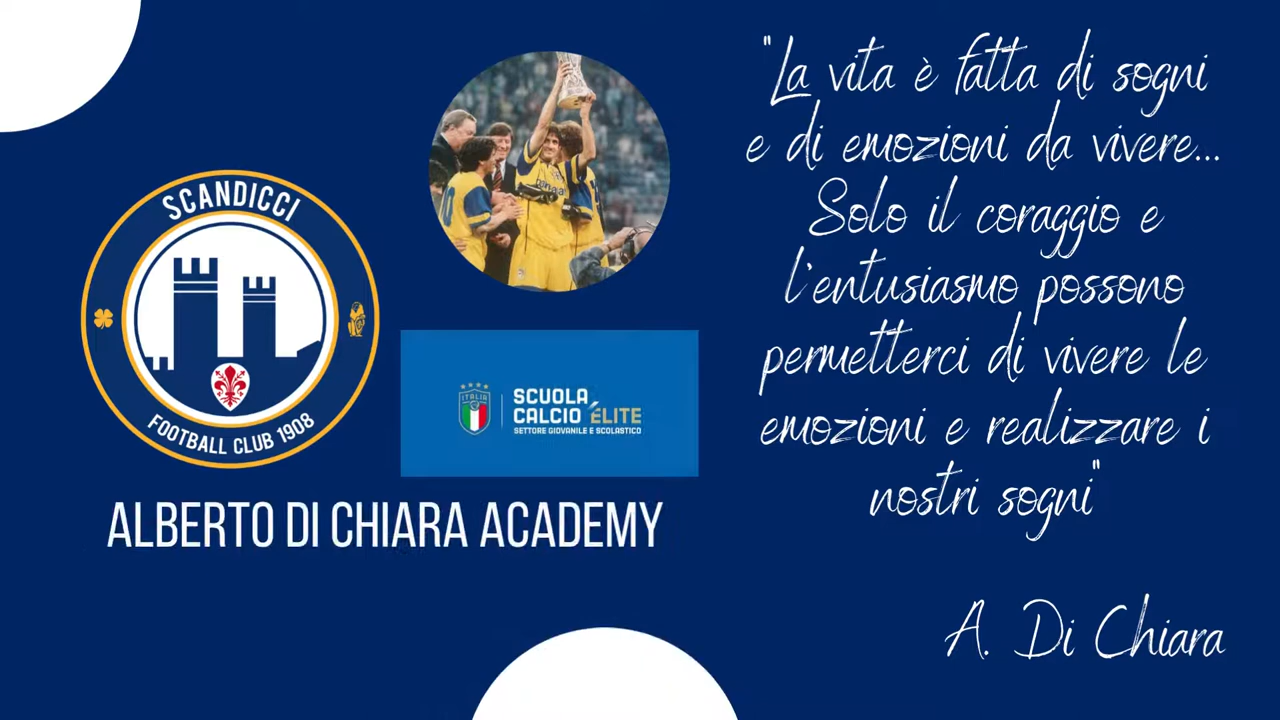 SCANDICCI
FOOTBALL CLUB 1908
ITALIA
SCUOLA
CALCIO ÉLITE
SETTORE GIOVANILE E SCOLASTICO
ALBERTO DI CHIARA ACADEMY
"La vita è fatta di sogni
e di emozioni da vivere...
Solo il coraggio e
l'entusiasmo possono
permetterci di vivere le
emozioni e realizzare i
nostri sogni"
A. Di Chiara